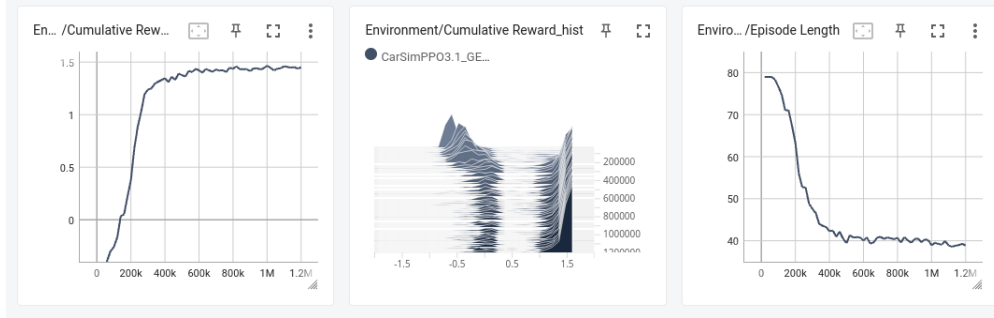 En... /Cumulative Rew...
1.5
1
0.5
0
0 200k 400k 600k 800k 1M 1.2M
Environment/Cumulative Reward_hist
CarSimPPO3.1_GE...
200000
400000
600000
800000
1000000
1200000
-1.5 -0.5 0.5 1.5
Enviro... /Episode Length
80
70
60
50
40
0 200k 400k 600k 800k 1M 1.2M